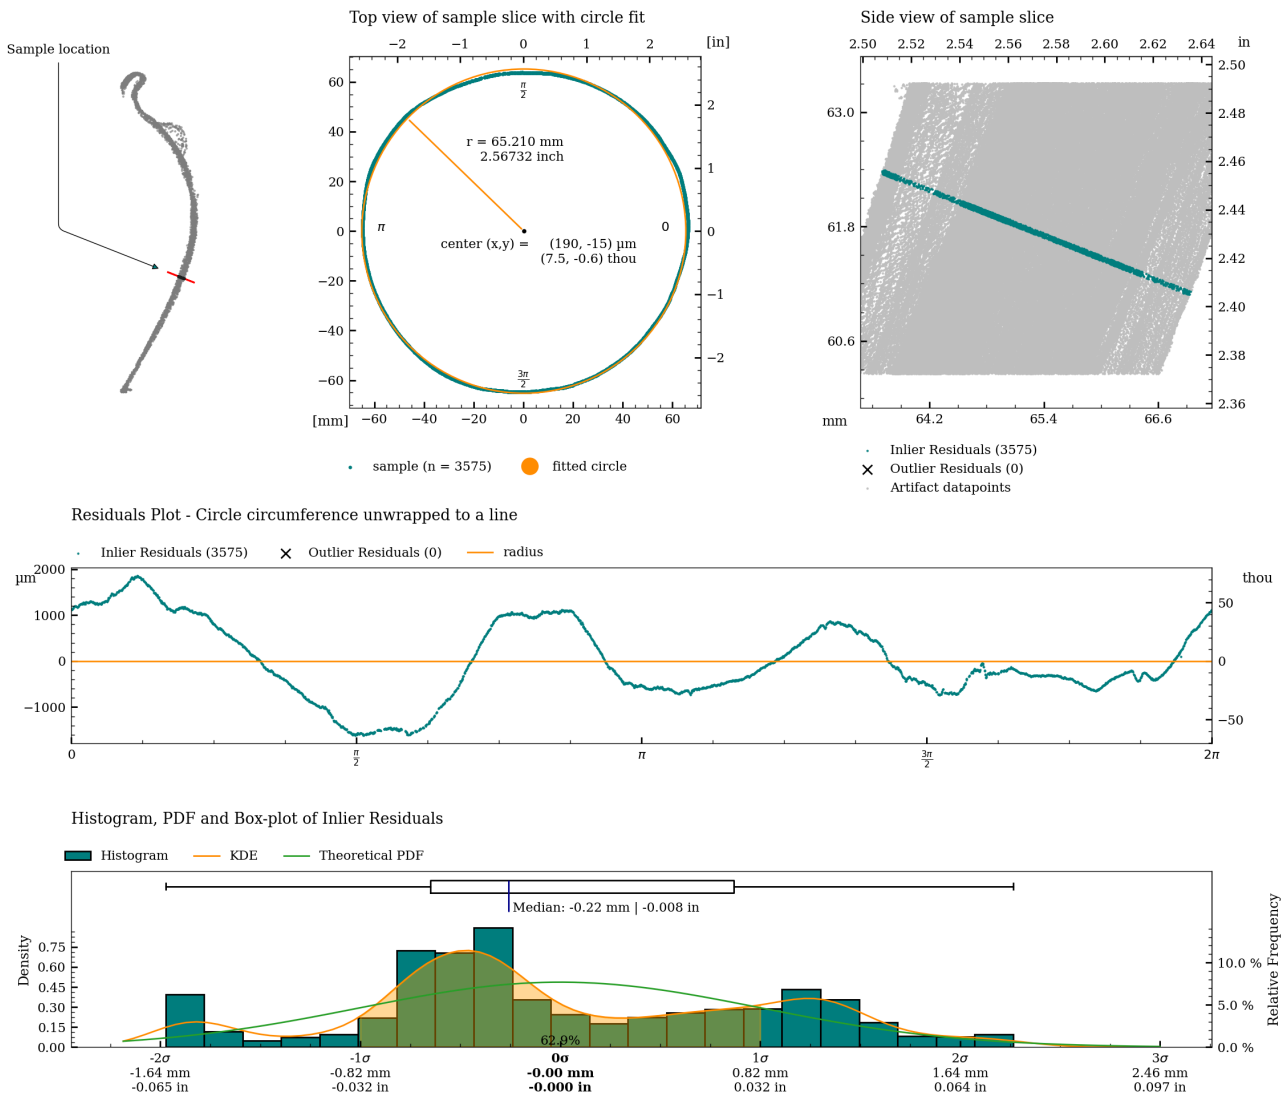 Sample location
Top view of sample slice with circle fit
−2 −1 0 1 2 [in]
60
40
20
0
−20
−40
−60
2
1
0
−1
−2
π/2
r = 65.210 mm
2.56732 inch
π 0
center (x,y) = (190, -15) µm
(7.5, -0.6) thou
3π/2
[mm] −60 −40 −20 0 20 40 60
sample (n = 3575) fitted circle
Side view of sample slice
2.50 2.52 2.54 2.56 2.58 2.60 2.62 2.64 in
63.0
61.8
60.6
2.50
2.48
2.46
2.44
2.42
2.40
2.38
2.36
mm 64.2 65.4 66.6
Inlier Residuals (3575)
Outlier Residuals (0)
Artifact datapoints
Residuals Plot - Circle circumference unwrapped to a line
Inlier Residuals (3575) Outlier Residuals (0) radius
µm thou
2000
1000
0
−1000
50
0
−50
0 π/2 π 3π/2 2π
Histogram, PDF and Box-plot of Inlier Residuals
Histogram KDE Theoretical PDF
Median: -0.22 mm | -0.008 in
Density
0.75
0.60
0.45
0.30
0.15
0.00
Relative Frequency
10.0 %
5.0 %
0.0 %
62.9%
-2σ -1σ 0σ 1σ 2σ 3σ
-1.64 mm -0.82 mm -0.00 mm 0.82 mm 1.64 mm 2.46 mm
-0.065 in -0.032 in -0.000 in 0.032 in 0.064 in 0.097 in